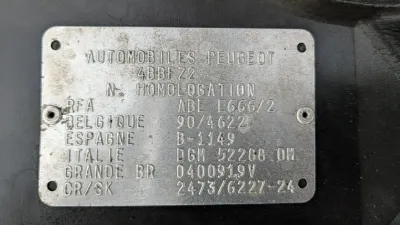 AUTOMOBILES PEUGEOT
4BBFZ2
N- HOMOLOGATION
RFA ABE E666/2
BELGIQUE 90/4622
ESPAGNE B-1149
ITALIE DGM 52268 OM
GRANDE BR 0400919V
CR/SK 2473/6227-24